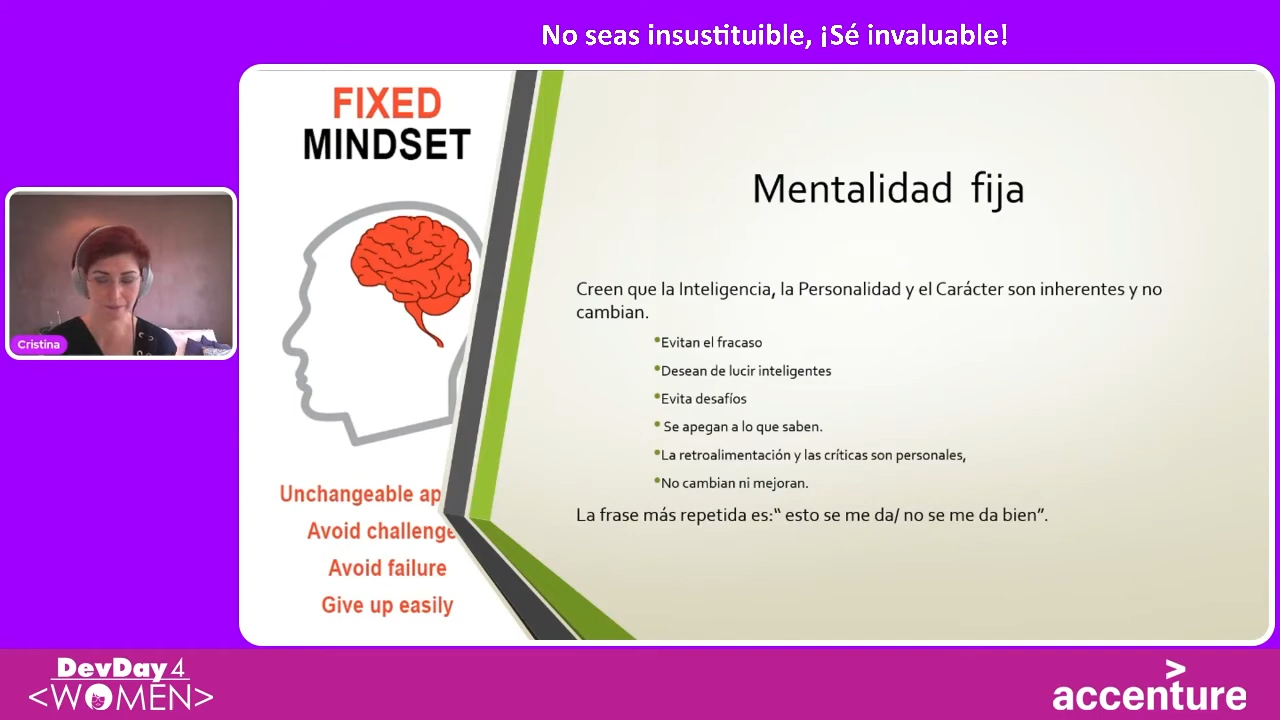 No seas insustituible, ¡Sé invaluable!
FIXED
MINDSET
Unchangeable ap
Avoid challenge
Avoid failure
Give up easily
Mentalidad fija
Creen que la Inteligencia, la Personalidad y el Carácter son inherentes y no
cambian.
•Evitan el fracaso
•Desean de lucir inteligentes
•Evita desafíos
• Se apegan a lo que saben.
•La retroalimentación y las críticas son personales,
•No cambian ni mejoran.
La frase más repetida es:“ esto se me da/ no se me da bien”.
Cristina
DevDay4
<WOMEN>
accenture